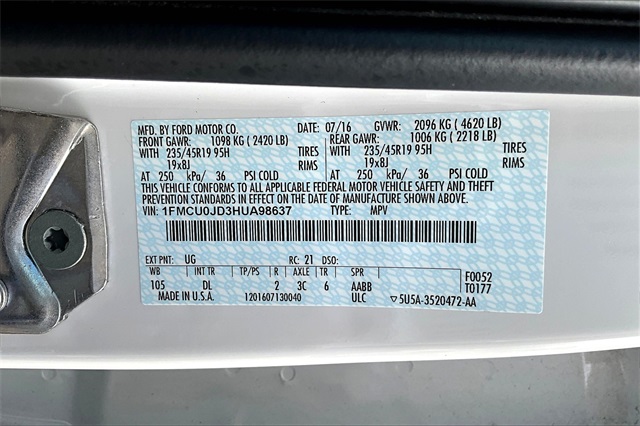 MFD. BY FORD MOTOR CO. 07/16 GVWR: 2096 KG ( 4620 LB)
FRONT GAWR: 1098 KG ( 2420 LB) REAR GAWR: 1006 KG ( 2218 LB)
WITH 235/45R19 95H TIRES WITH 235/45R19 95H TIRES
19x8J RIMS 19x8J RIMS
AT 250 kPa/ 36 PSI COLD AT 250 kPa/ 36 PSI COLD
THIS VEHICLE CONFORMS TO ALL APPLICABLE FEDERAL MOTOR VEHICLE SAFETY AND THEFT
PREVENTION STANDARDS IN EFFECT ON THE DATE OF MANUFACTURE SHOWN ABOVE.
VIN: 1FMCU0JD3HUA98637 TYPE: MPV
EXT PNT: UG RC: 21 DSO:
WB INT TR TP/PS R AXLE TR SPR F0052
105 DL 2 3C 6 AABB T0177
MADE IN U.S.A. 1201607130040 ULC ▽5U5A-3520472-AA